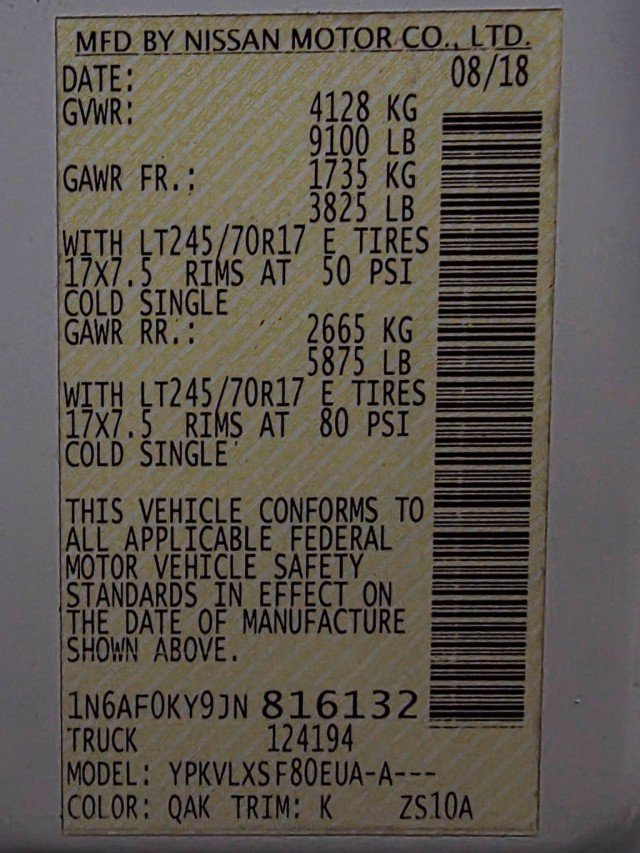 MFD BY NISSAN MOTOR CO., LTD.
DATE: 08/18
GVWR: 4128 KG
9100 LB
GAWR FR.: 1735 KG
3825 LB
WITH LT245/70R17 E TIRES
17X7.5 RIMS AT 50 PSI
COLD SINGLE
GAWR RR.: 2665 KG
5875 LB
WITH LT245/70R17 E TIRES
17X7.5 RIMS AT 80 PSI
COLD SINGLE
THIS VEHICLE CONFORMS TO
ALL APPLICABLE FEDERAL
MOTOR VEHICLE SAFETY
STANDARDS IN EFFECT ON
THE DATE OF MANUFACTURE
SHOWN ABOVE.
1N6AF0KY9JN 816132
TRUCK 124194
MODEL: YPKVLXSF80EUA-A---
COLOR: QAK TRIM: K ZS10A